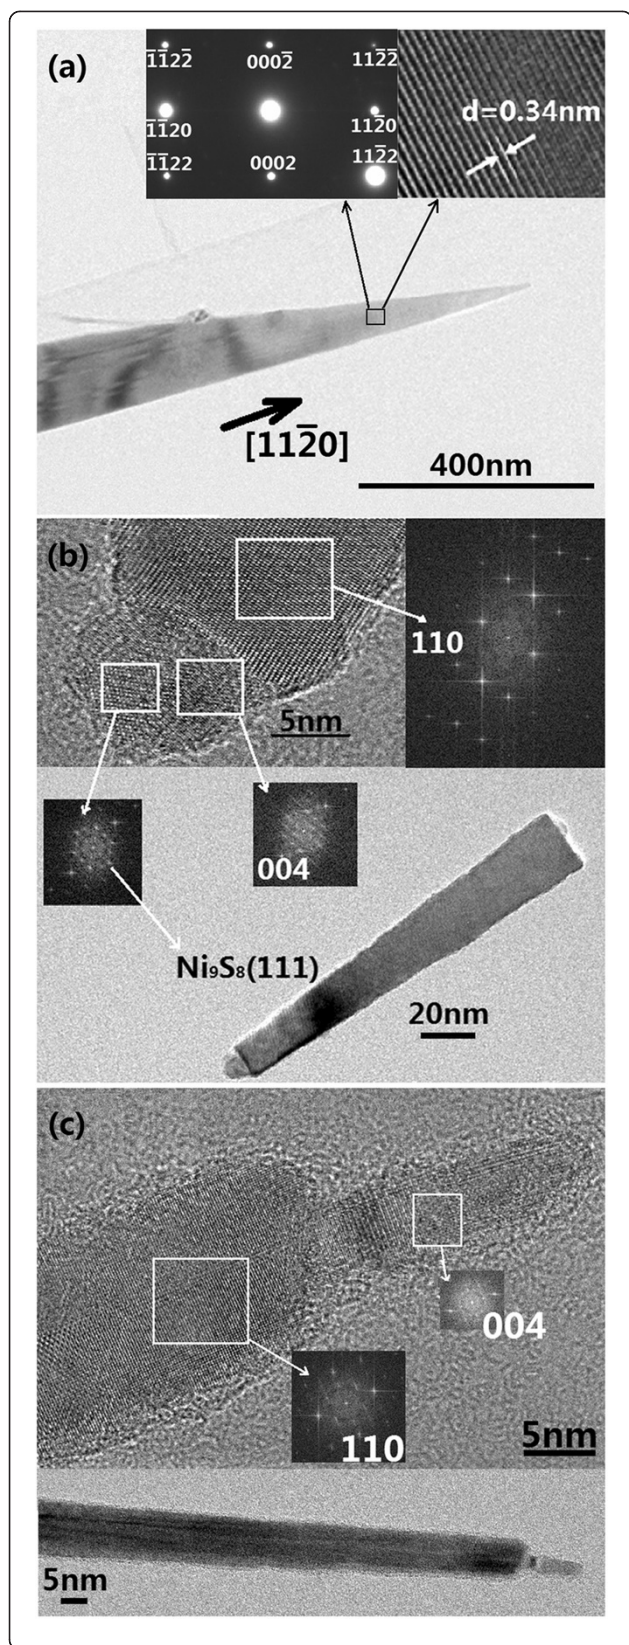 (a)
1̅1̅22̅ 0002̅ 112̅2̅
1̅1̅20 112̅0
1̅1̅22 0002 112̅2
d=0.34nm
[112̅0]
400nm
(b)
110
5nm
004
Ni₉S₈(111)
20nm
(c)
004
110
5nm
5nm